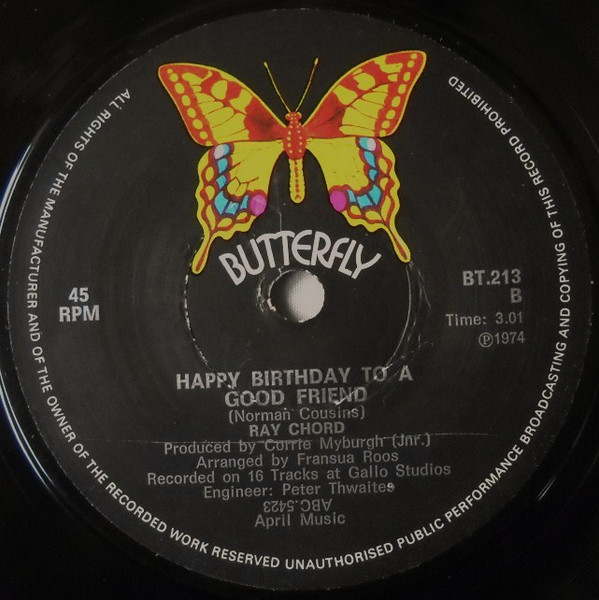 BUTTERFLY
45
RPM
BT.213
B
Time: 3.01
Ⓟ1974
HAPPY BIRTHDAY TO A
GOOD FRIEND
(Norman Cousins)
RAY CHORD
Produced by Corrie Myburgh (Jnr.)
Arranged by Fransua Roos
Recorded on 16 Tracks at Gallo Studios
Engineer: Peter Thwaites
ABC.5423
April Music
ALL RIGHTS OF THE MANUFACTURER AND OF THE OWNER OF THE RECORDED WORK RESERVED UNAUTHORISED PUBLIC PERFORMANCE BROADCASTING AND COPYING OF THIS RECORD PROHIBITED